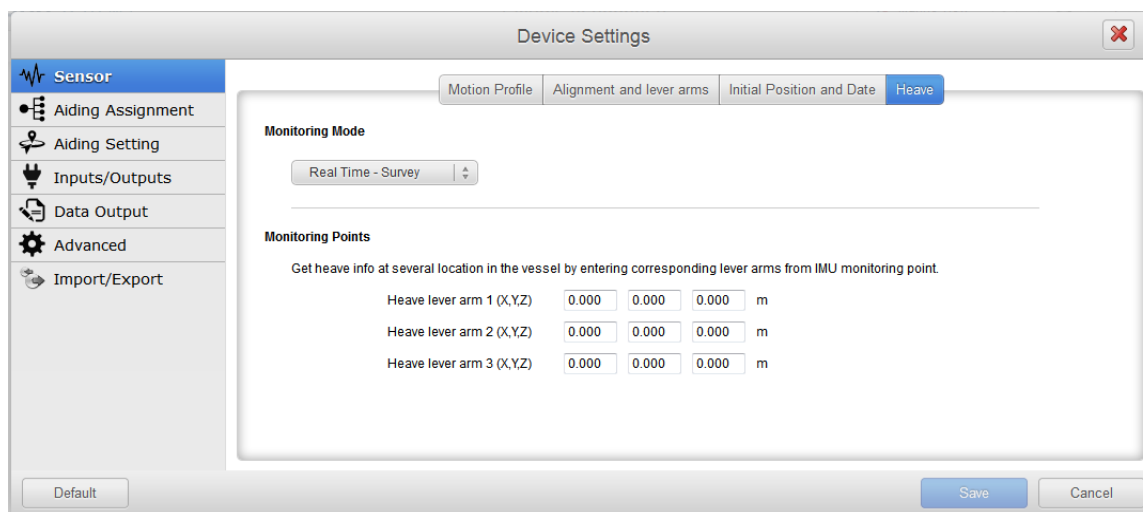 Device Settings
Sensor
Aiding Assignment
Aiding Setting
Inputs/Outputs
Data Output
Advanced
Import/Export
Motion Profile Alignment and lever arms Initial Position and Date Heave
Monitoring Mode
Real Time - Survey
Monitoring Points
Get heave info at several location in the vessel by entering corresponding lever arms from IMU monitoring point.
Heave lever arm 1 (X,Y,Z) 0.000 0.000 0.000 m
Heave lever arm 2 (X,Y,Z) 0.000 0.000 0.000 m
Heave lever arm 3 (X,Y,Z) 0.000 0.000 0.000 m
Default Save Cancel